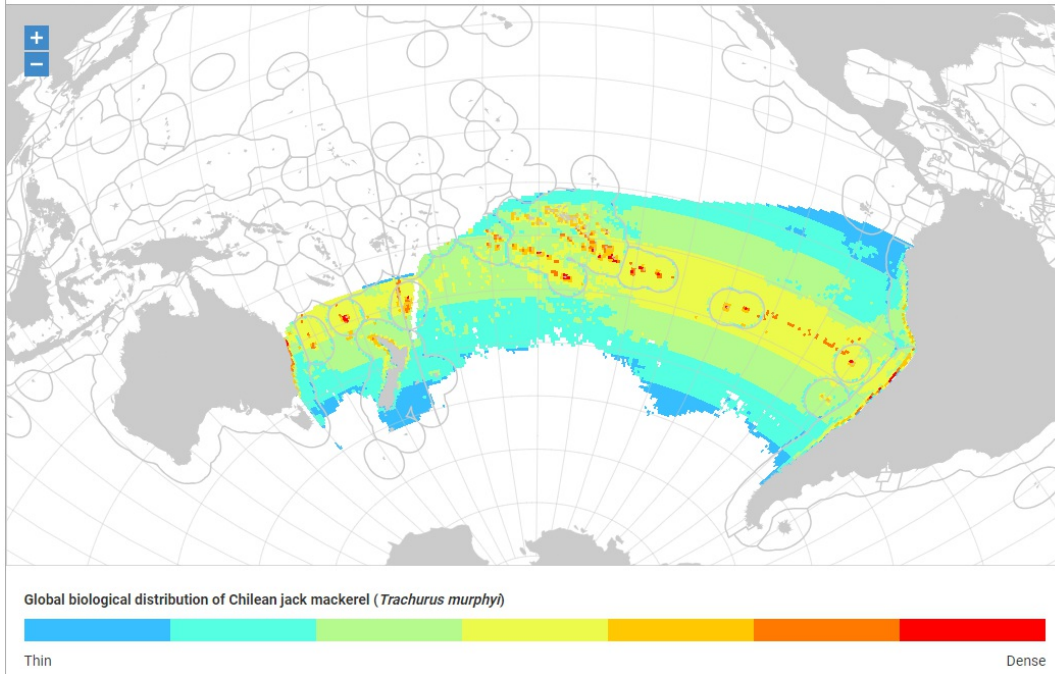 +
−
Global biological distribution of Chilean jack mackerel (Trachurus murphyi)
Thin Dense